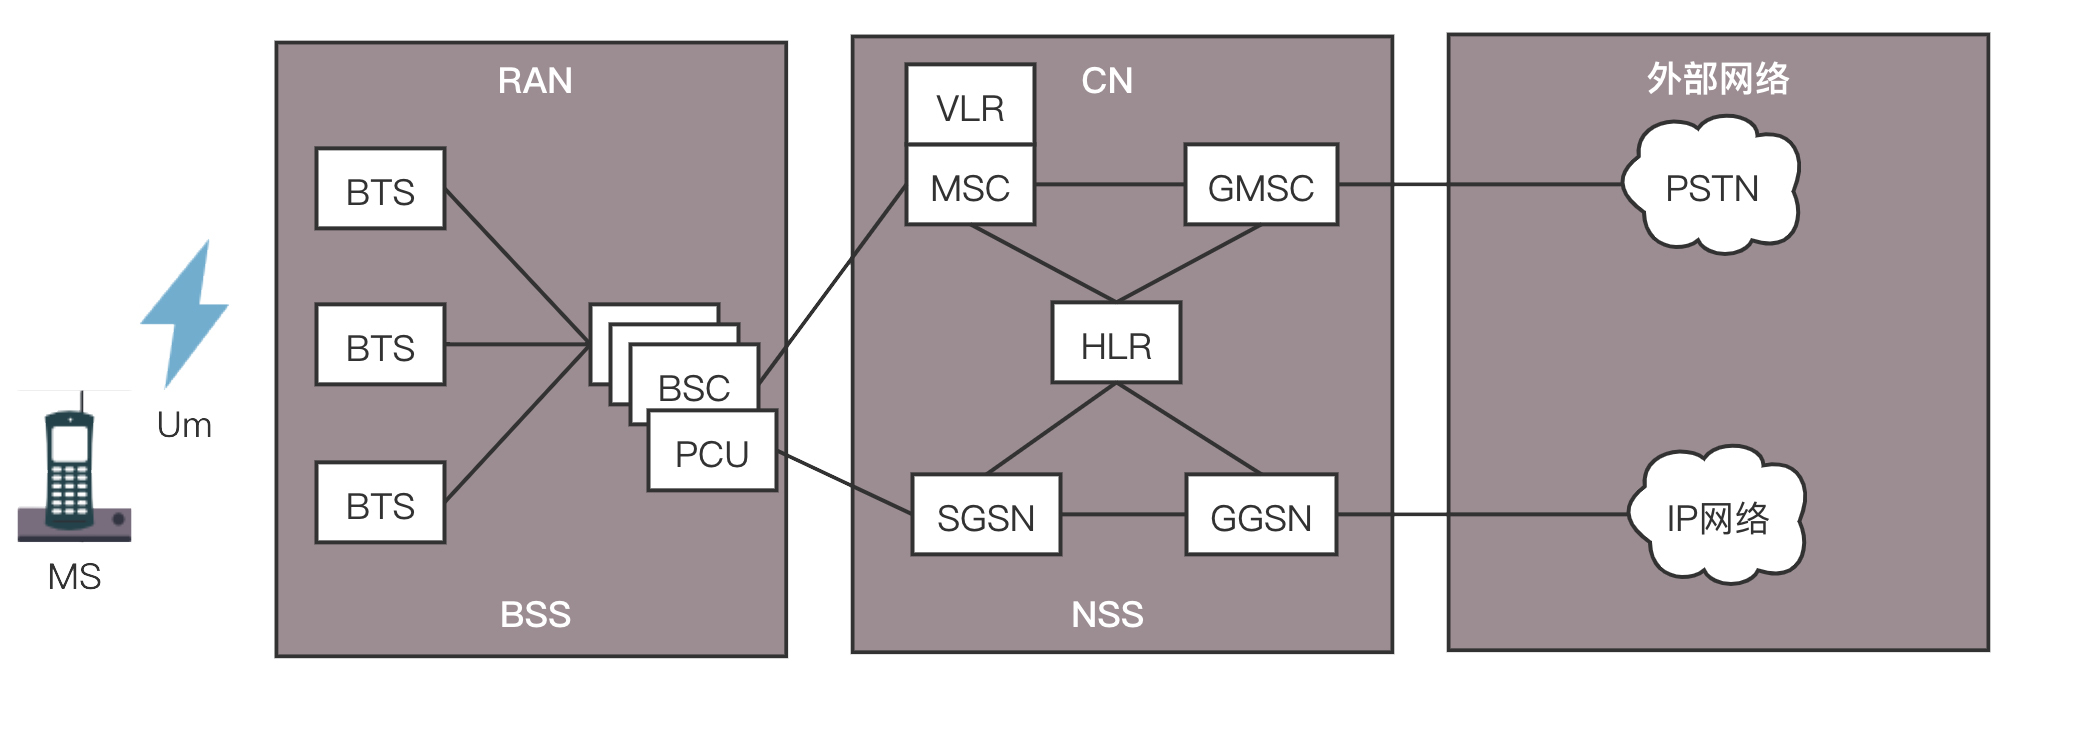 RAN
CN
外部网络
VLR
BTS
MSC
GMSC
PSTN
BTS
HLR
BSC
Um
PCU
BTS
SGSN
GGSN
IP网络
MS
BSS
NSS